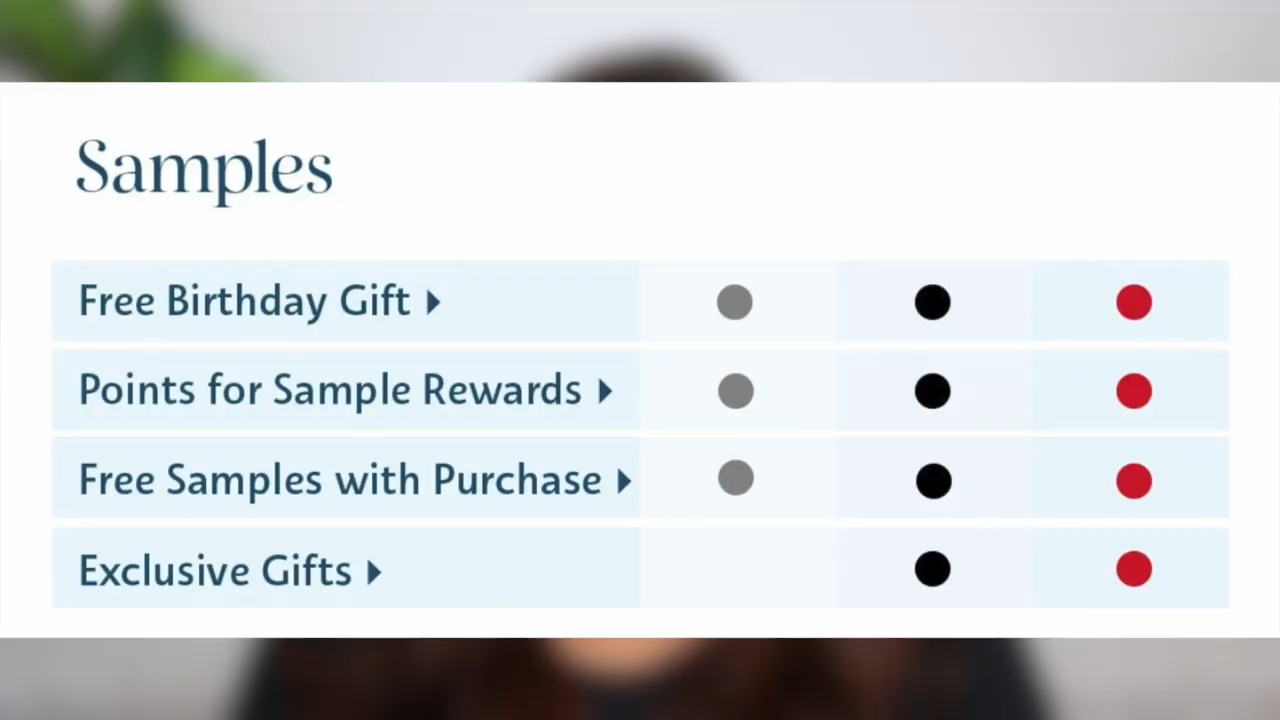 Samples
Free Birthday Gift
Points for Sample Rewards
Free Samples with Purchase
Exclusive Gifts